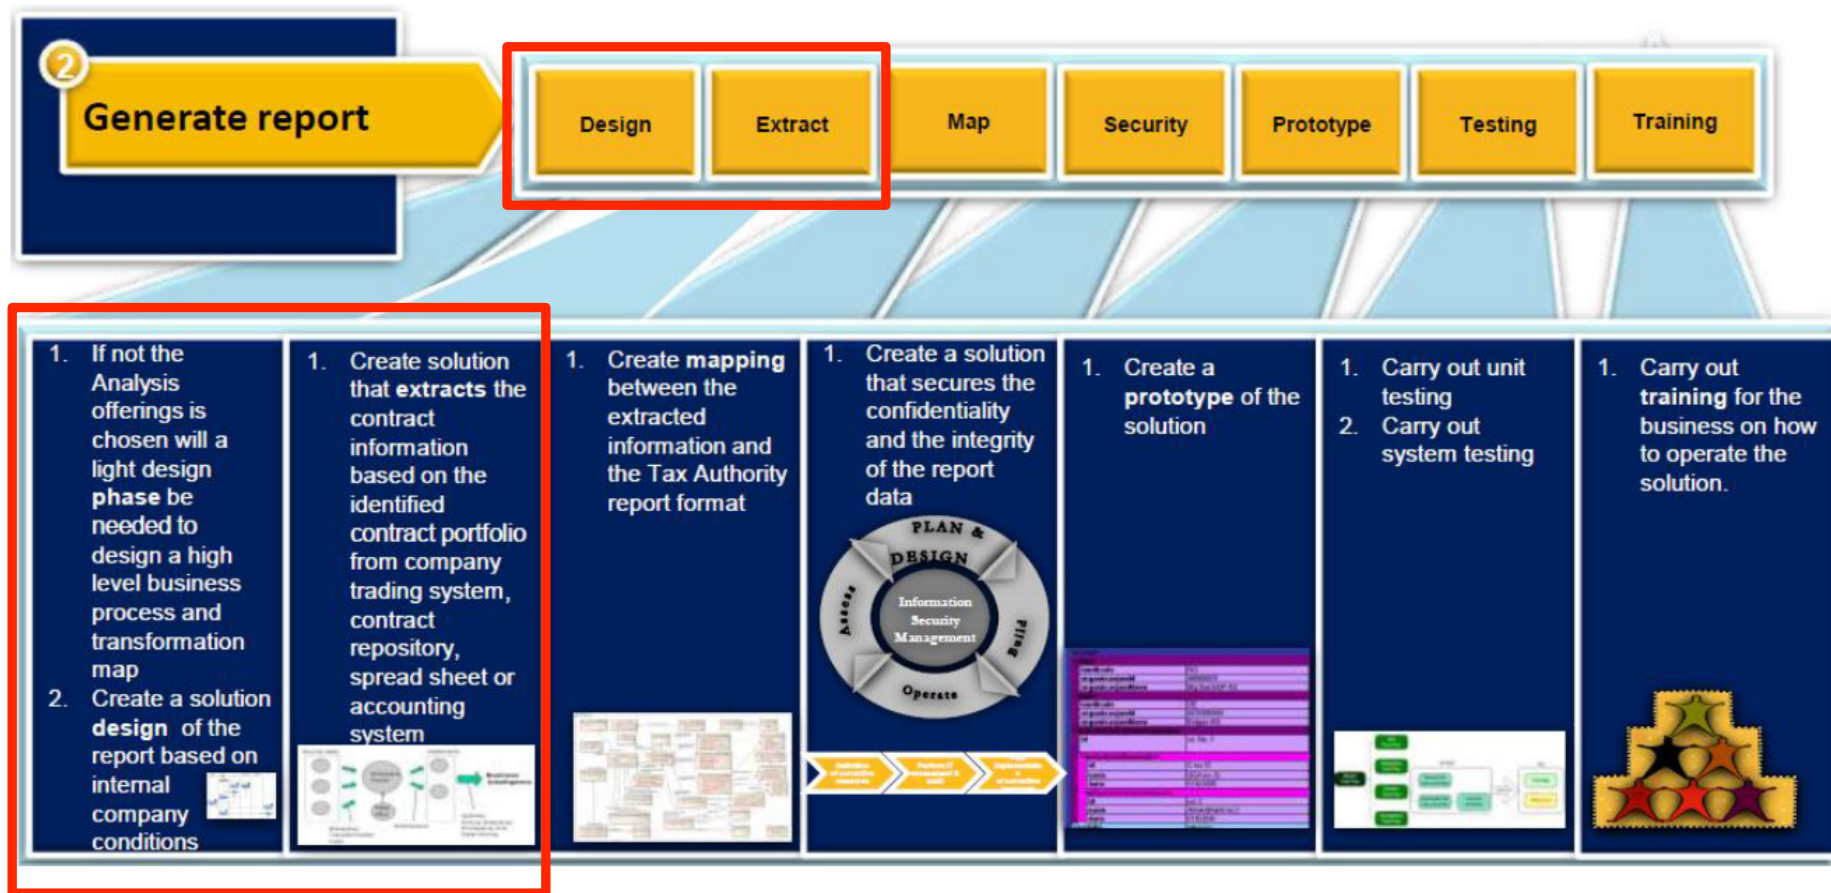 2
Generate report
Design
Extract
Map
Security
Prototype
Testing
Training
1. If not the
Analysis
offerings is
chosen will a
light design
phase be
needed to
design a high
level business
process and
transformation
map
2. Create a solution
design of the
report based on
internal
company
conditions
1. Create solution
that extracts the
contract
information
based on the
identified
contract portfolio
from company
trading system,
contract
repository,
spread sheet or
accounting
system
1. Create mapping
between the
extracted
information and
the Tax Authority
report format
1. Create a solution
that secures the
confidentiality
and the integrity
of the report
data
PLAN &
DESIGN
Assess
Build
Operate
Information
Security
Management
1. Create a
prototype of the
solution
1. Carry out unit
testing
2. Carry out
system testing
1. Carry out
training for the
business on how
to operate the
solution.